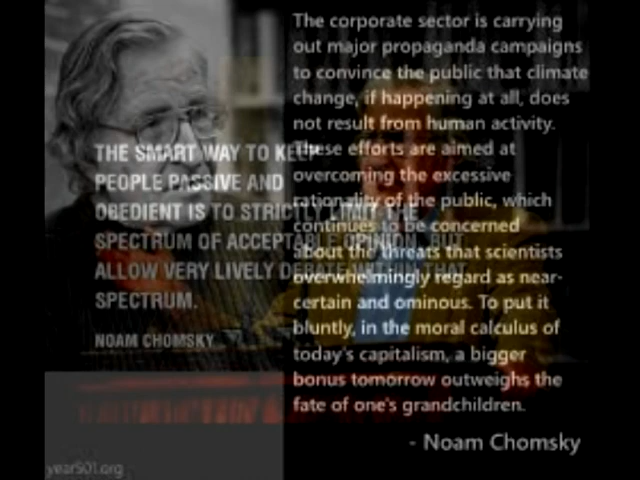 The corporate sector is carrying
out major propaganda campaigns
to convince the public that climate
change, if happening at all, does
not result from human activity.
These efforts are aimed at
overcoming the excessive
rationality of the public, which
continues to be concerned
about the threats that scientists
overwhelmingly regard as near-
certain and ominous. To put it
bluntly, in the moral calculus of
today's capitalism, a bigger
bonus tomorrow outweighs the
fate of one's grandchildren.
- Noam Chomsky
THE SMART WAY TO KEEP
PEOPLE PASSIVE AND
OBEDIENT IS TO STRICTLY LIMIT THE
SPECTRUM OF ACCEPTABLE OPINION, BUT
ALLOW VERY LIVELY DEBATE WITHIN THAT
SPECTRUM.
NOAM CHOMSKY
year501.org